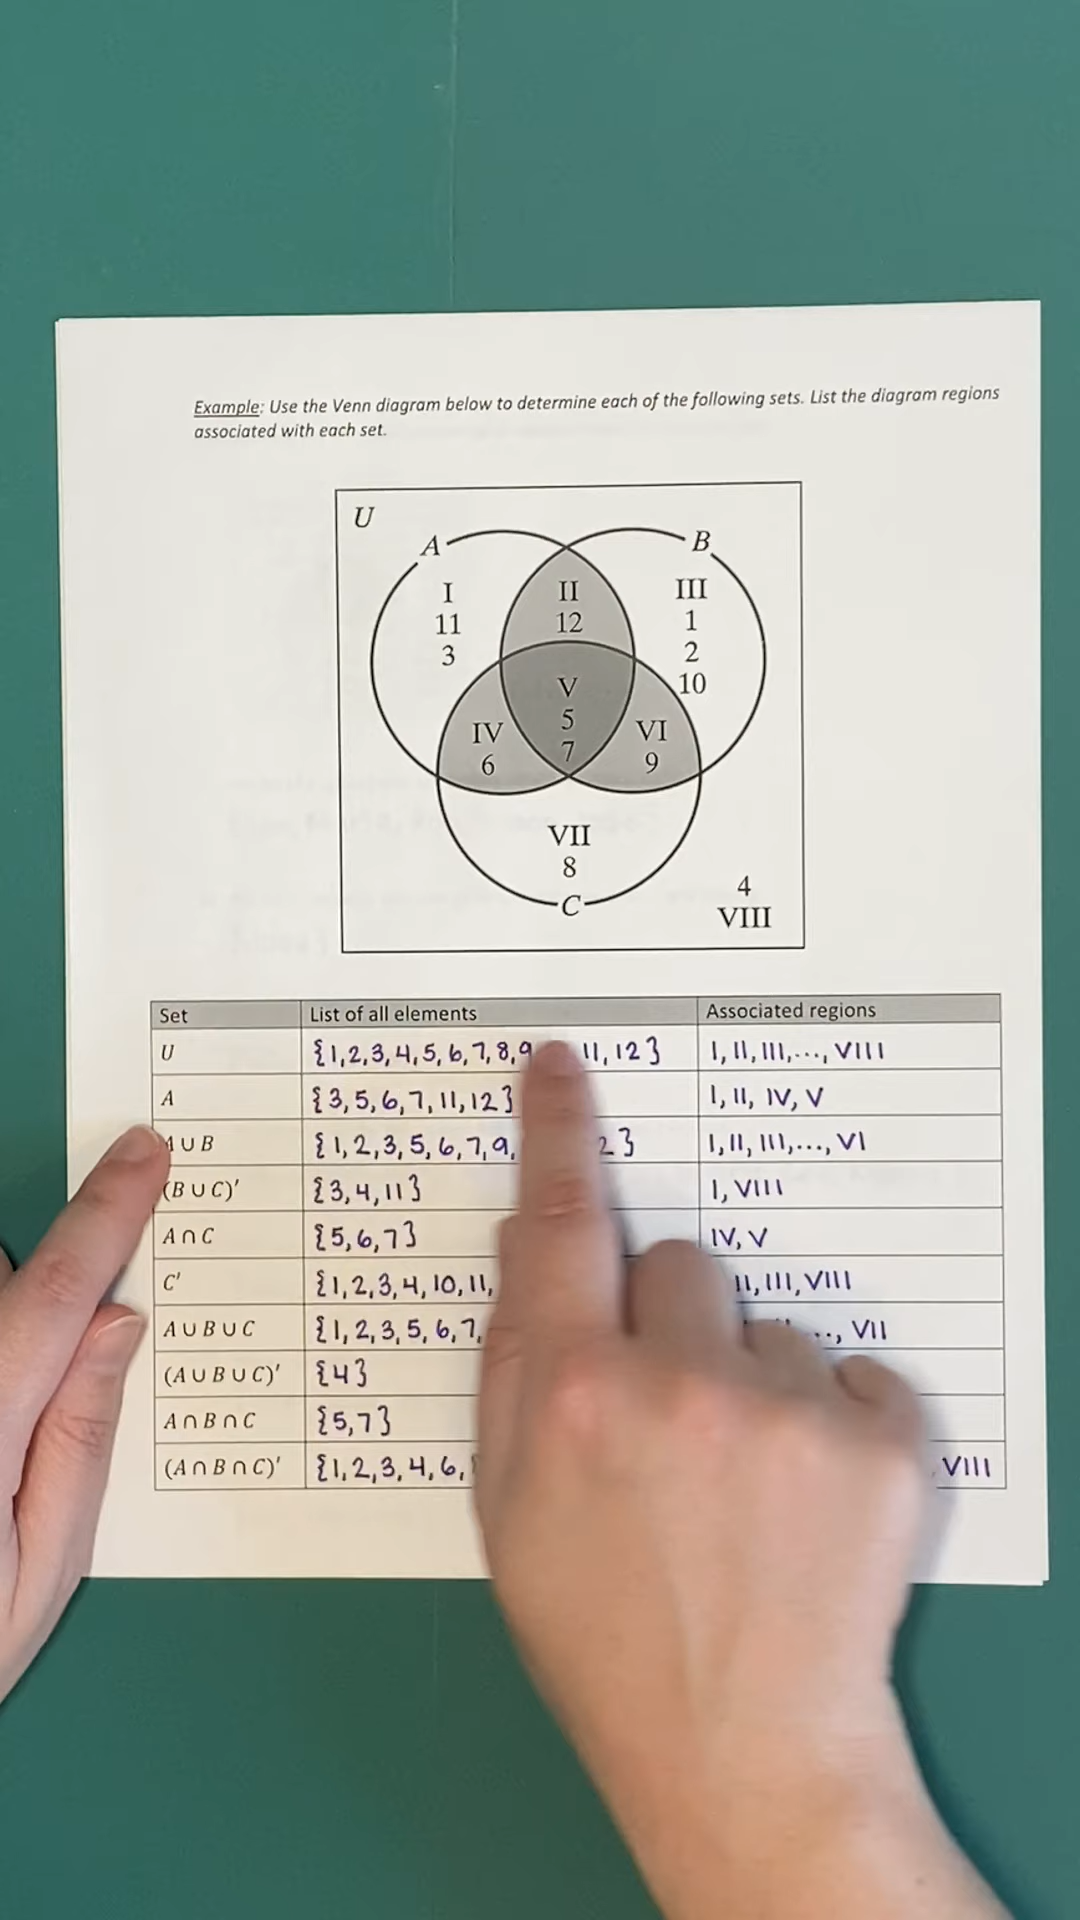 Example: Use the Venn diagram below to determine each of the following sets. List the diagram regions
associated with each set.
U
A B
I II III
11 12 1
3 2
V 10
IV 5 VI
6 7 9
VII
8
4
C VIII
Set List of all elements Associated regions
U {1,2,3,4,5,6,7,8,9 11,12} I,II,III,..., VIII
A {3,5,6,7,11,12} I,II, IV,V
A∪B {1,2,3,5,6,7,9, 2} I,II,III,..., VI
(B∪C)′ {3,4,11} I,VIII
A∩C {5,6,7} IV,V
C′ {1,2,3,4,10,11, II,III,VIII
A∪B∪C {1,2,3,5,6,7, .., VII
(A∪B∪C)′ {4}
A∩B∩C {5,7}
(A∩B∩C)′ {1,2,3,4,6, , VIII